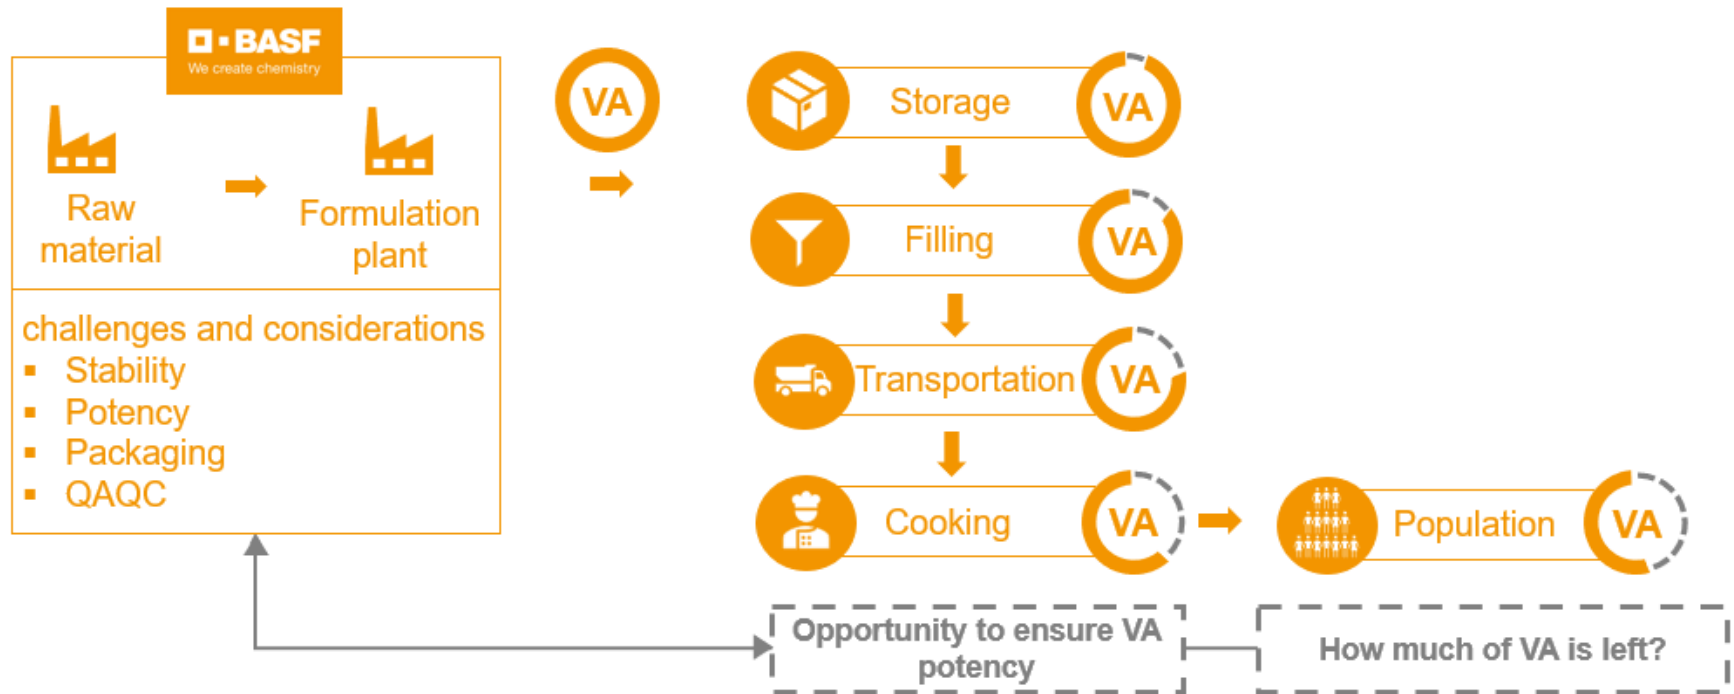 BASF
We create chemistry
Raw
material
Formulation
plant
challenges and considerations
▪ Stability
▪ Potency
▪ Packaging
▪ QAQC
VA
Storage
VA
Filling
VA
Transportation
VA
Cooking
VA
Population
VA
Opportunity to ensure VA
potency
How much of VA is left?